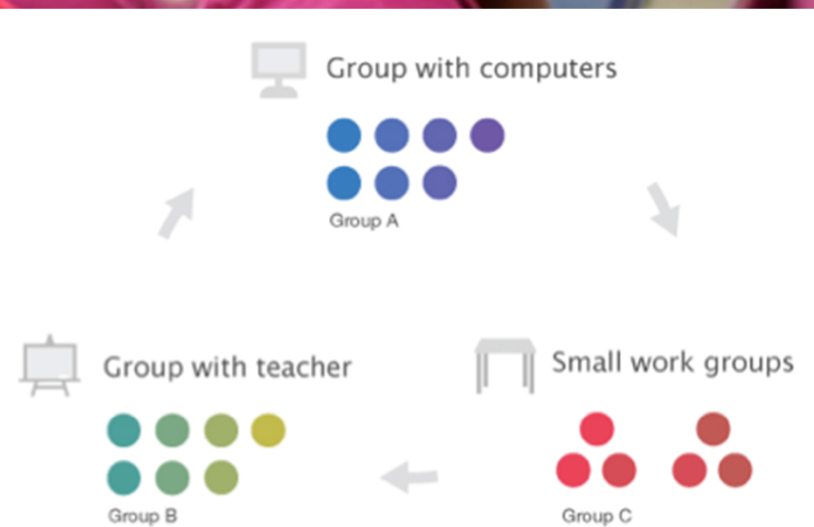 Group with computers
Group A
Group with teacher
Group B
Small work groups
Group C